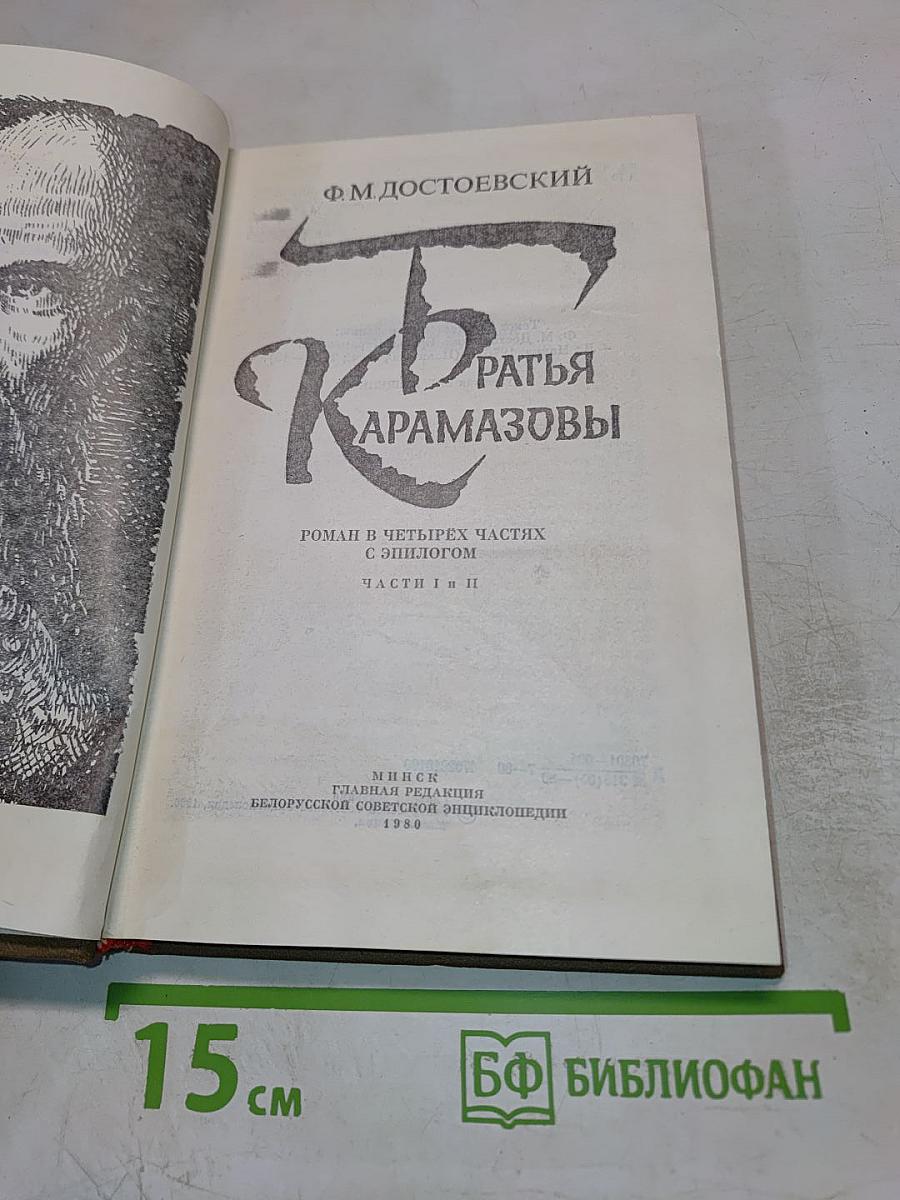 Ф. М. ДОСТОЕВСКИЙ
БРАТЬЯ
КАРАМАЗОВЫ
РОМАН В ЧЕТЫРЁХ ЧАСТЯХ
С ЭПИЛОГОМ
ЧАСТИ I и II
МИНСК
ГЛАВНАЯ РЕДАКЦИЯ
БЕЛОРУССКОЙ СОВЕТСКОЙ ЭНЦИКЛОПЕДИИ
1980
15 см
БФ БИБЛИОФАН